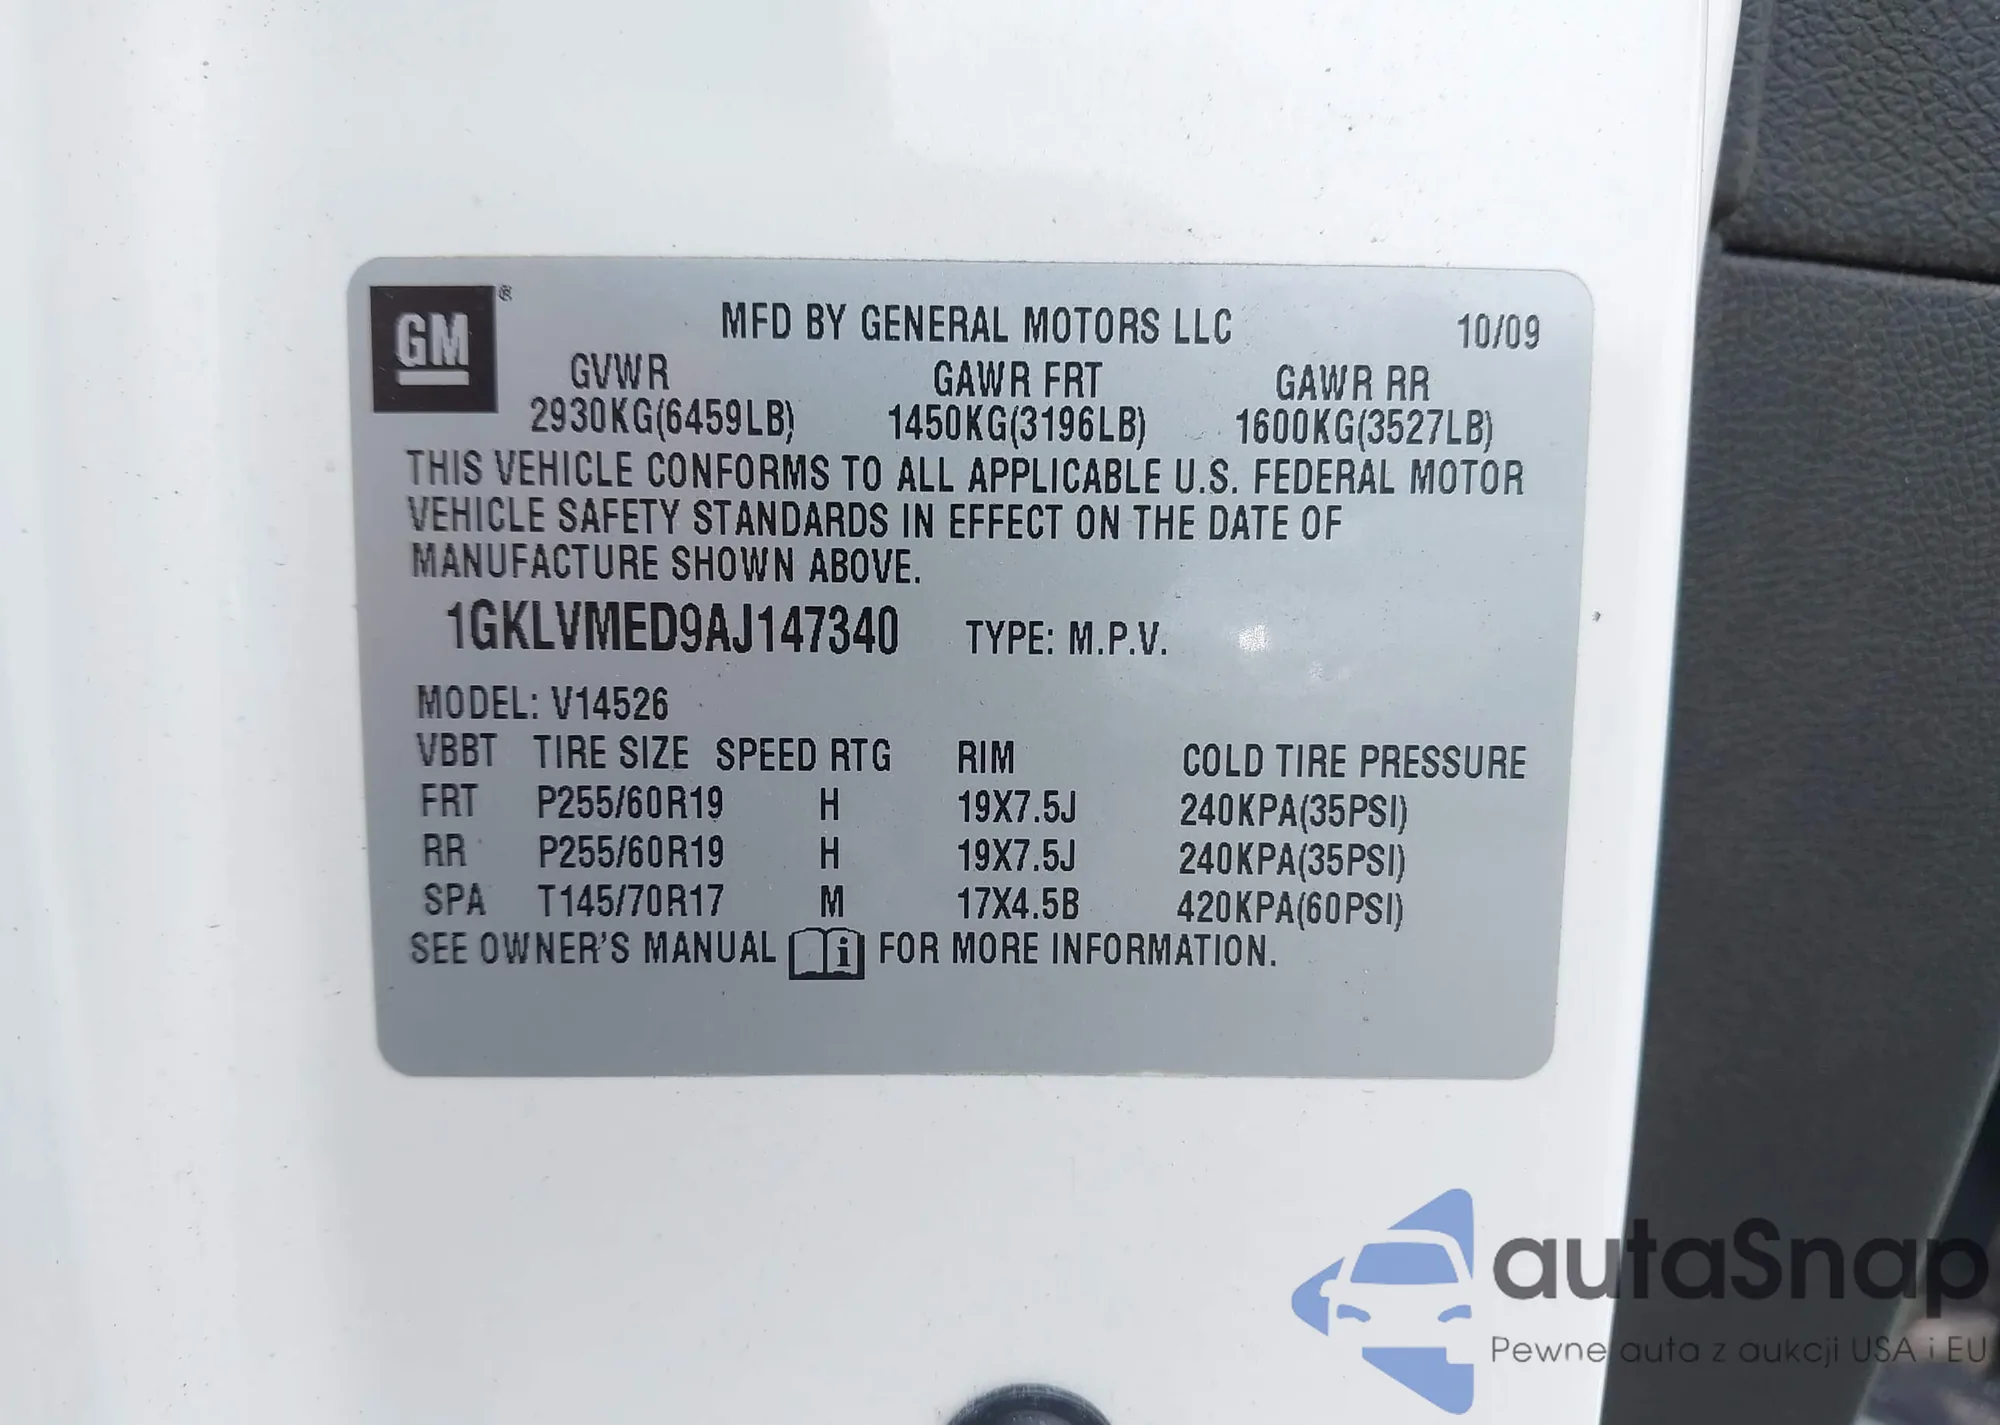 GM ®
MFD BY GENERAL MOTORS LLC 10/09
GVWR GAWR FRT GAWR RR
2930KG(6459LB) 1450KG(3196LB) 1600KG(3527LB)
THIS VEHICLE CONFORMS TO ALL APPLICABLE U.S. FEDERAL MOTOR
VEHICLE SAFETY STANDARDS IN EFFECT ON THE DATE OF
MANUFACTURE SHOWN ABOVE.
1GKLVMED9AJ147340 TYPE: M.P.V.
MODEL: V14526
VBBT TIRE SIZE SPEED RTG RIM COLD TIRE PRESSURE
FRT P255/60R19 H 19X7.5J 240KPA(35PSI)
RR P255/60R19 H 19X7.5J 240KPA(35PSI)
SPA T145/70R17 M 17X4.5B 420KPA(60PSI)
SEE OWNER'S MANUAL i FOR MORE INFORMATION.
autaSnap
Pewne auta z aukcji USA i EU